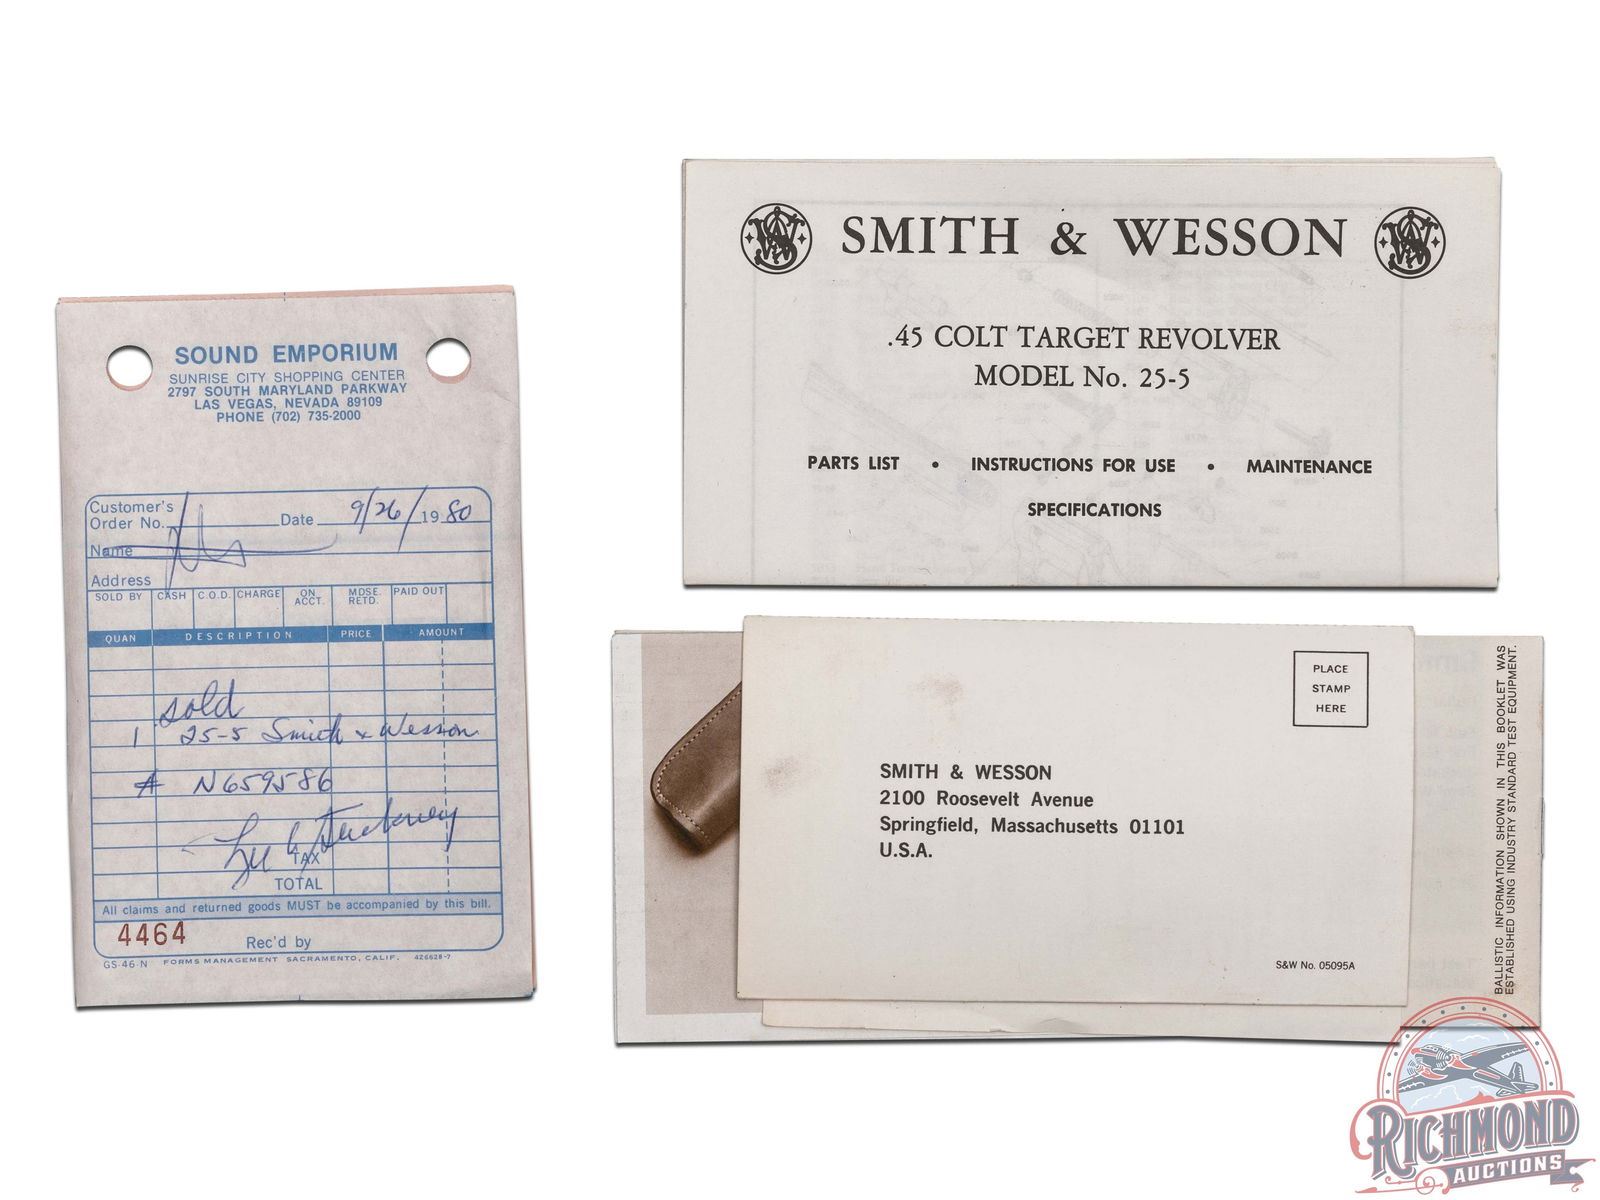 SOUND EMPORIUM
SUNRISE CITY SHOPPING CENTER
2797 SOUTH MARYLAND PARKWAY
LAS VEGAS, NEVADA 89109
PHONE (702) 735-2000
Customer's
Order No. Date 9/26/1980
Name
Address
SOLD BY CASH C.O.D. CHARGE ON ACCT. MDSE. RETD. PAID OUT
QUAN DESCRIPTION PRICE AMOUNT
sold
1 25-5 Smith & Wesson
# N659586
TAX
TOTAL
All claims and returned goods MUST be accompanied by this bill.
4464 Rec'd by
GS-46-N FORMS MANAGEMENT SACRAMENTO, CALIF. 426628-7
SMITH & WESSON
.45 COLT TARGET REVOLVER
MODEL No. 25-5
PARTS LIST • INSTRUCTIONS FOR USE • MAINTENANCE
SPECIFICATIONS
PLACE
STAMP
HERE
SMITH & WESSON
2100 Roosevelt Avenue
Springfield, Massachusetts 01101
U.S.A.
S&W No. 05095A
BALLISTIC INFORMATION SHOWN IN THIS BOOKLET WAS
ESTABLISHED USING INDUSTRY STANDARD TEST EQUIPMENT.
RICHMOND
AUCTIONS